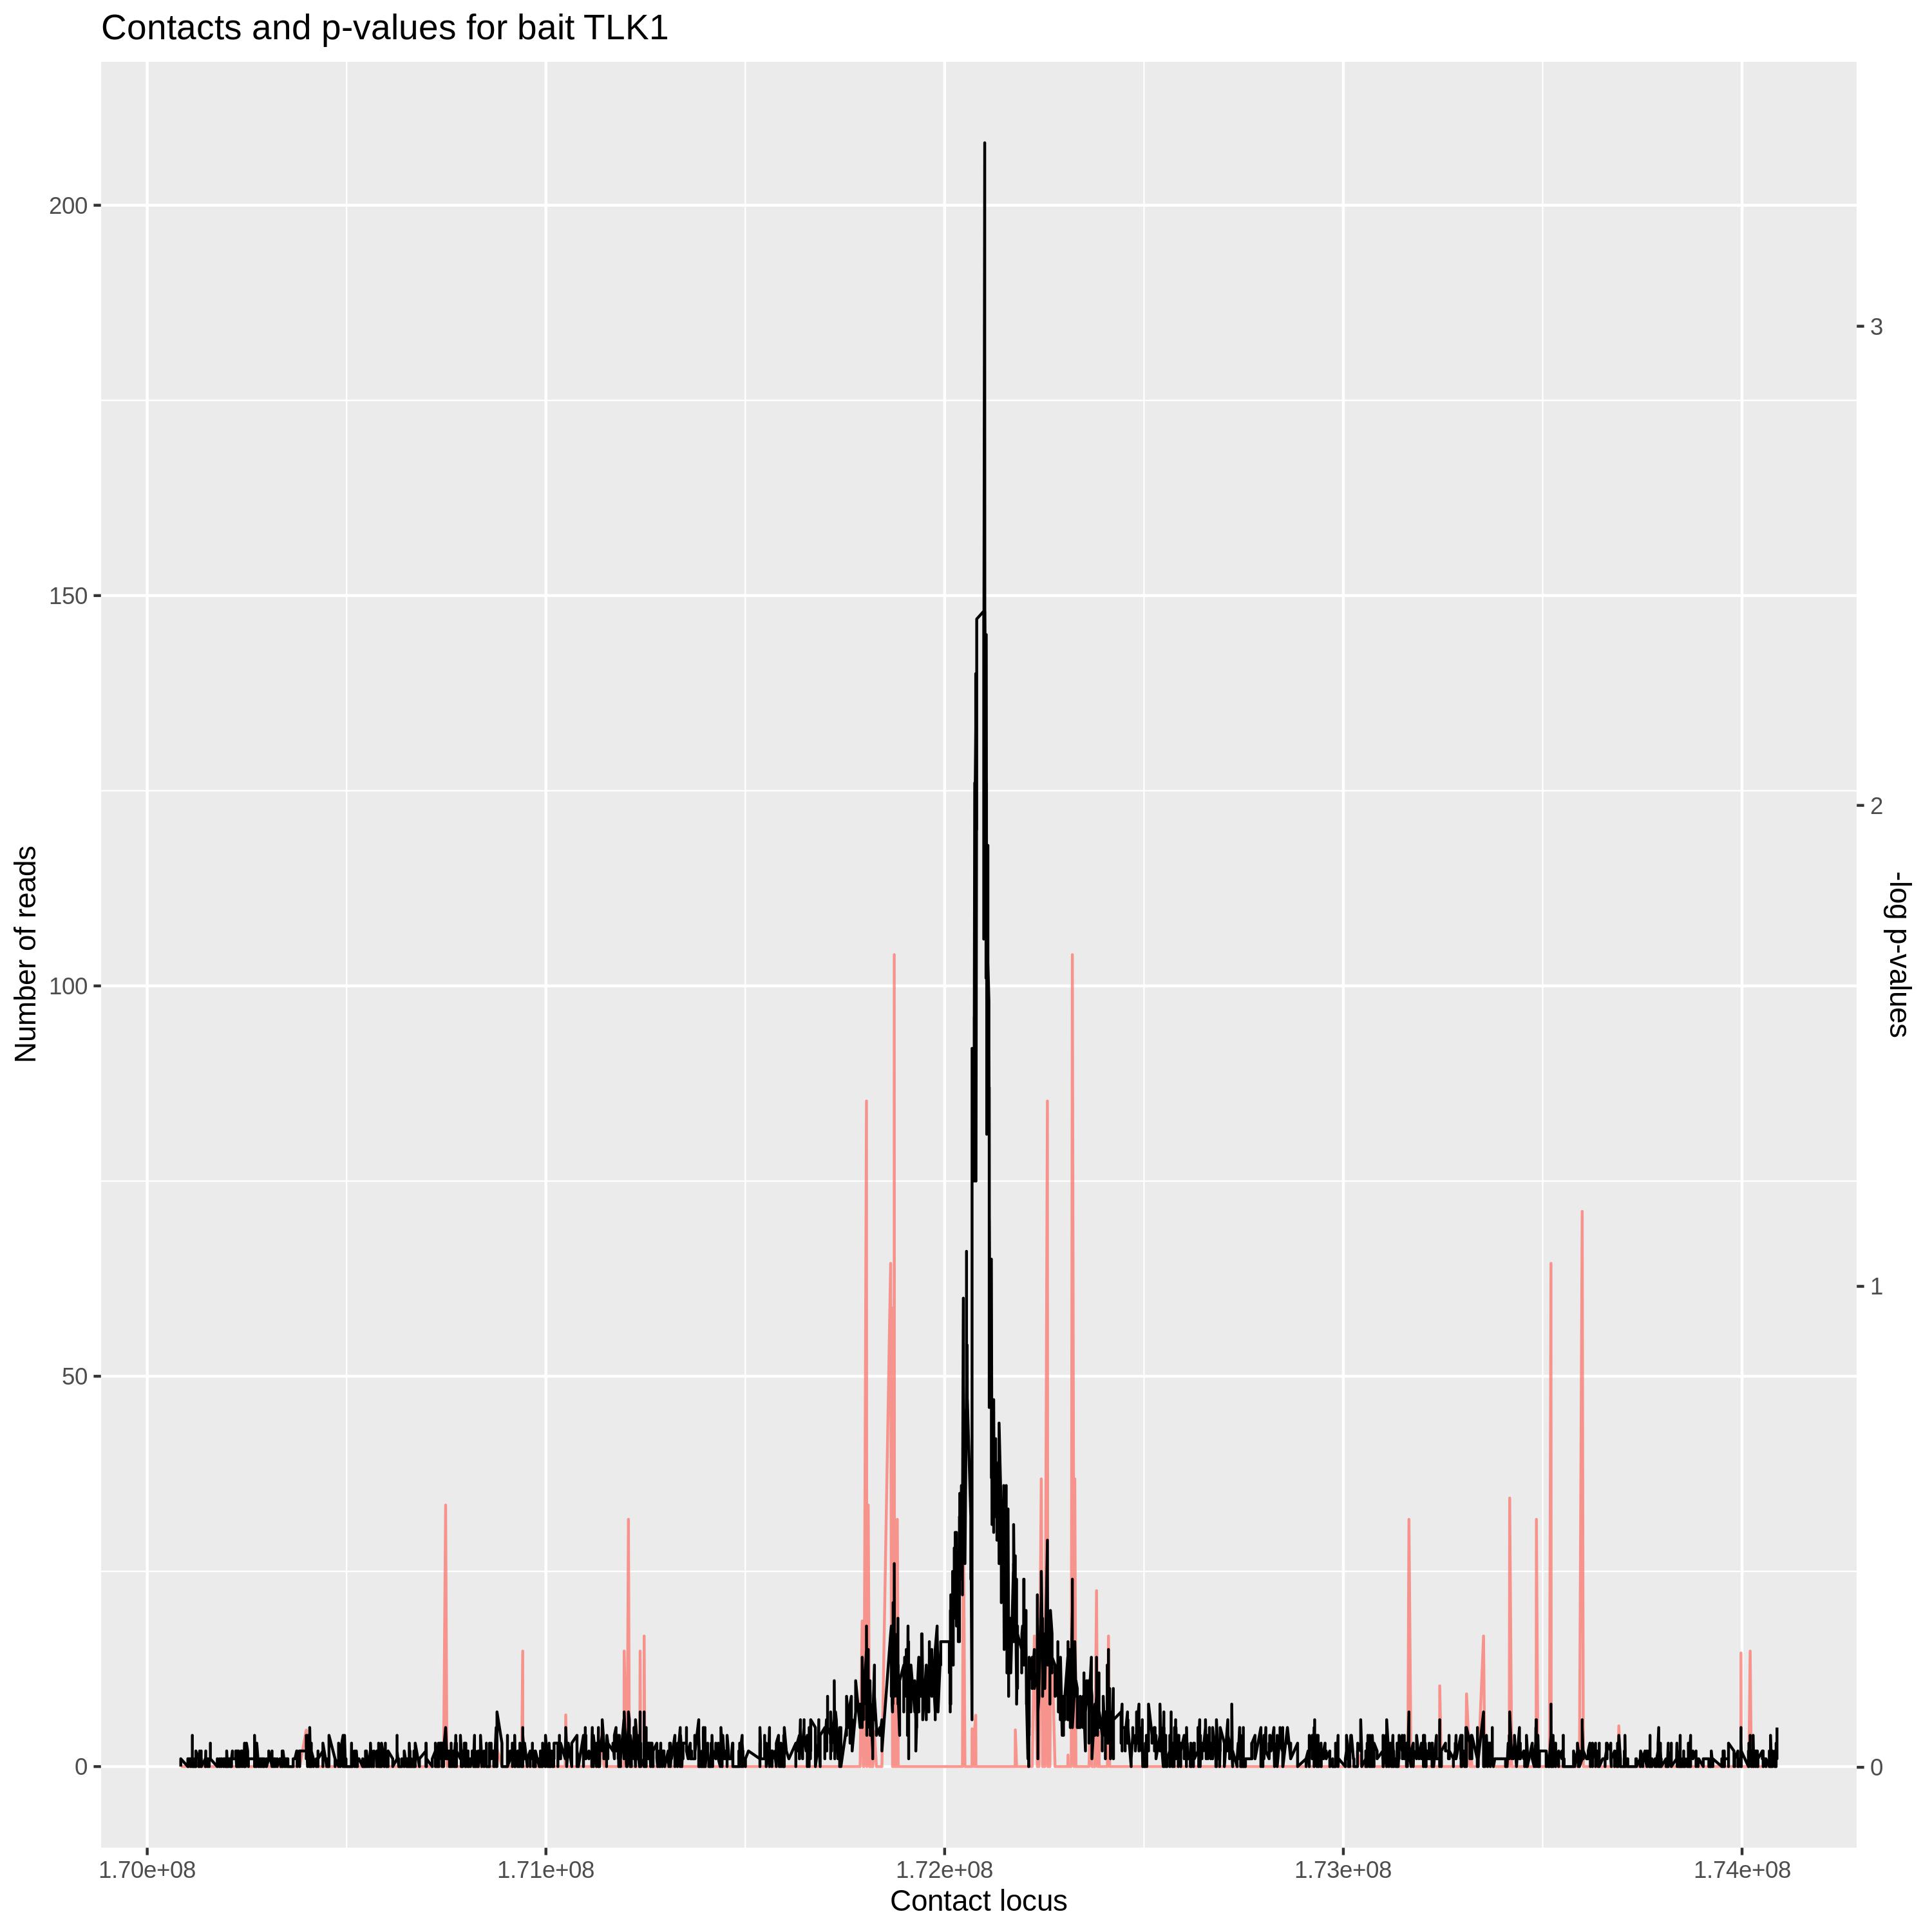 Contacts and p-values for bait TLK1
200
150
100
50
0
Number of reads
3
2
1
0
-log p-values
1.70e+08
1.71e+08
1.72e+08
1.73e+08
1.74e+08
Contact locus